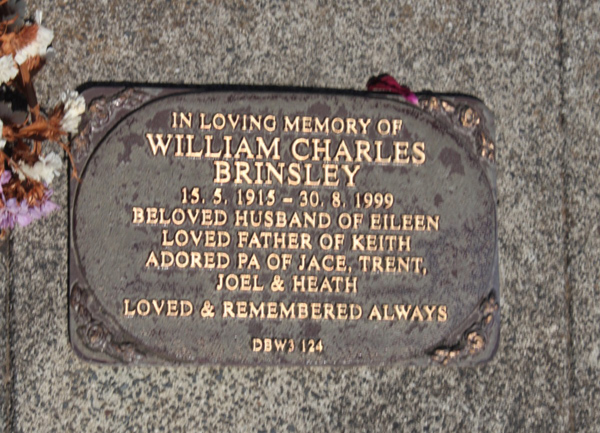 IN LOVING MEMORY OF
WILLIAM CHARLES
BRINSLEY
15. 5. 1915 – 30. 8. 1999
BELOVED HUSBAND OF EILEEN
LOVED FATHER OF KEITH
ADORED PA OF JACE, TRENT,
JOEL & HEATH
LOVED & REMEMBERED ALWAYS
DBW3 124